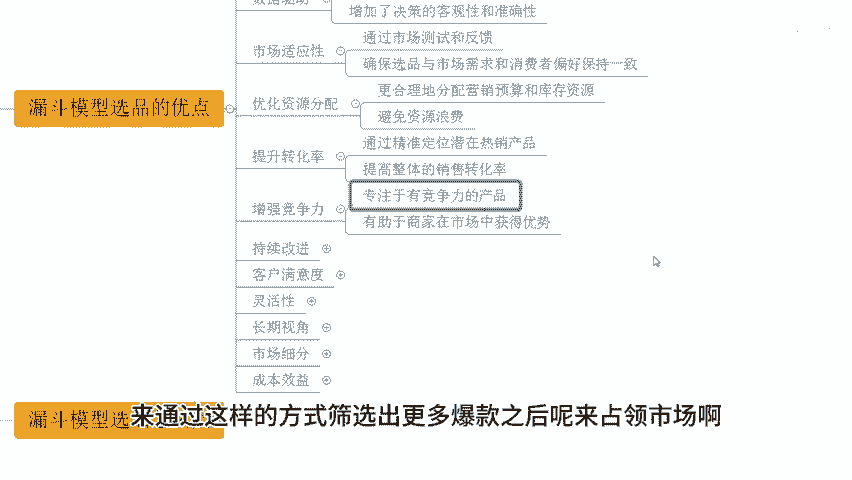 数据驱动
增加了决策的客观性和准确性
市场适应性
通过市场测试和反馈
确保选品与市场需求和消费者偏好保持一致
漏斗模型选品的优点
优化资源分配
更合理地分配营销预算和库存资源
避免资源浪费
提升转化率
通过精准定位潜在热销产品
提高整体的销售转化率
增强竞争力
专注于有竞争力的产品
有助于商家在市场中获得优势
持续改进
客户满意度
灵活性
长期视角
市场细分
成本效益
漏斗模型选
来通过这样的方式筛选出更多爆款之后呢来占领市场啊